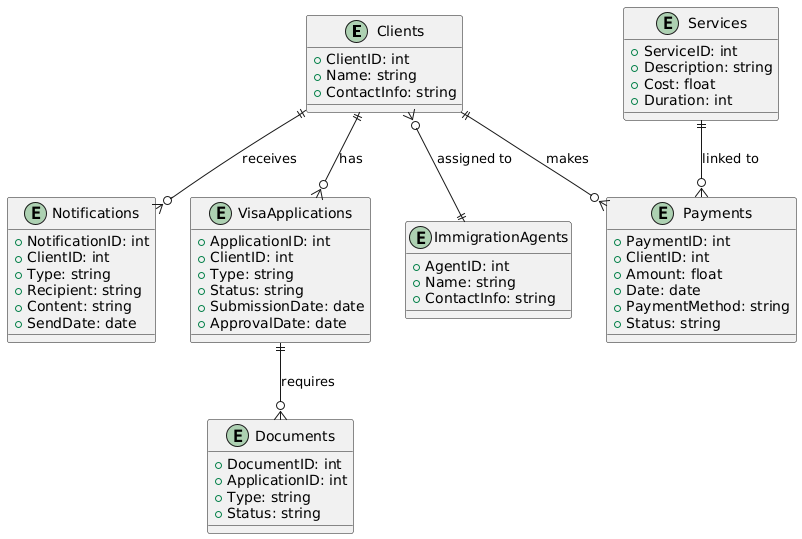 E Clients
ClientID: int
Name: string
ContactInfo: string
E Services
ServiceID: int
Description: string
Cost: float
Duration: int
receives
has
assigned to
makes
linked to
E Notifications
NotificationID: int
ClientID: int
Type: string
Recipient: string
Content: string
SendDate: date
E VisaApplications
ApplicationID: int
ClientID: int
Type: string
Status: string
SubmissionDate: date
ApprovalDate: date
E ImmigrationAgents
AgentID: int
Name: string
ContactInfo: string
E Payments
PaymentID: int
ClientID: int
Amount: float
Date: date
PaymentMethod: string
Status: string
requires
E Documents
DocumentID: int
ApplicationID: int
Type: string
Status: string